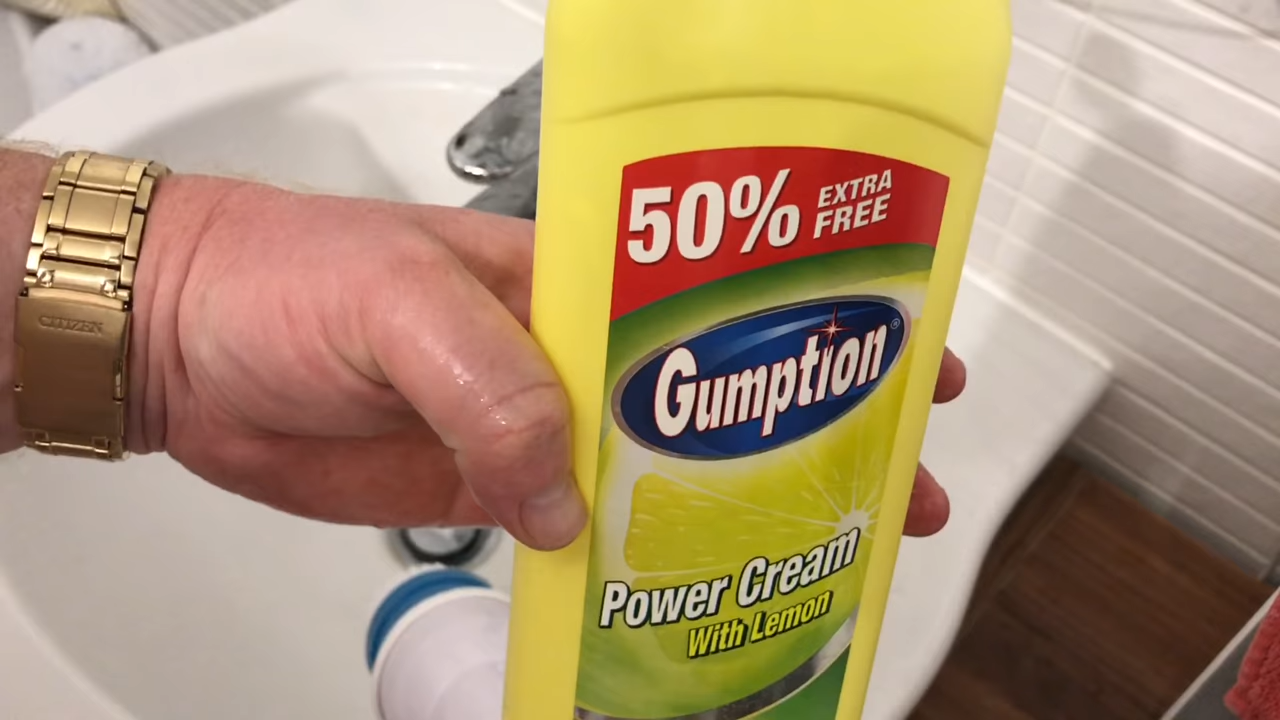 50% EXTRA
FREE
Gumption®
Power Cream
With Lemon
CITIZEN